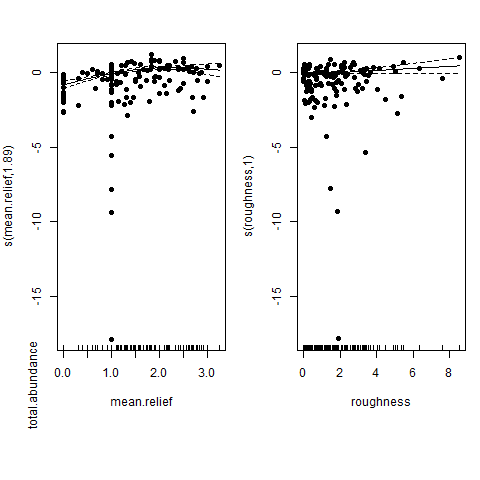 s(mean.relief,1.89)
0
-5
-10
-15
0.0 1.0 2.0 3.0
mean.relief
total.abundance
s(roughness,1)
0
-5
-10
-15
0 2 4 6 8
roughness